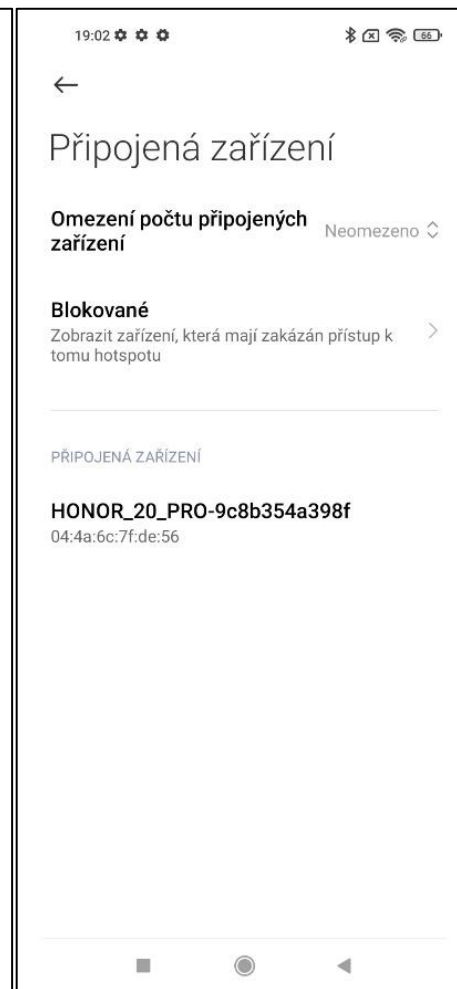 19:02
66
Připojená zařízení
Omezení počtu připojených
zařízení
Neomezeno
Blokované
Zobrazit zařízení, která mají zakázán přístup k
tomu hotspotu
PŘIPOJENÁ ZAŘÍZENÍ
HONOR_20_PRO-9c8b354a398f
04:4a:6c:7f:de:56